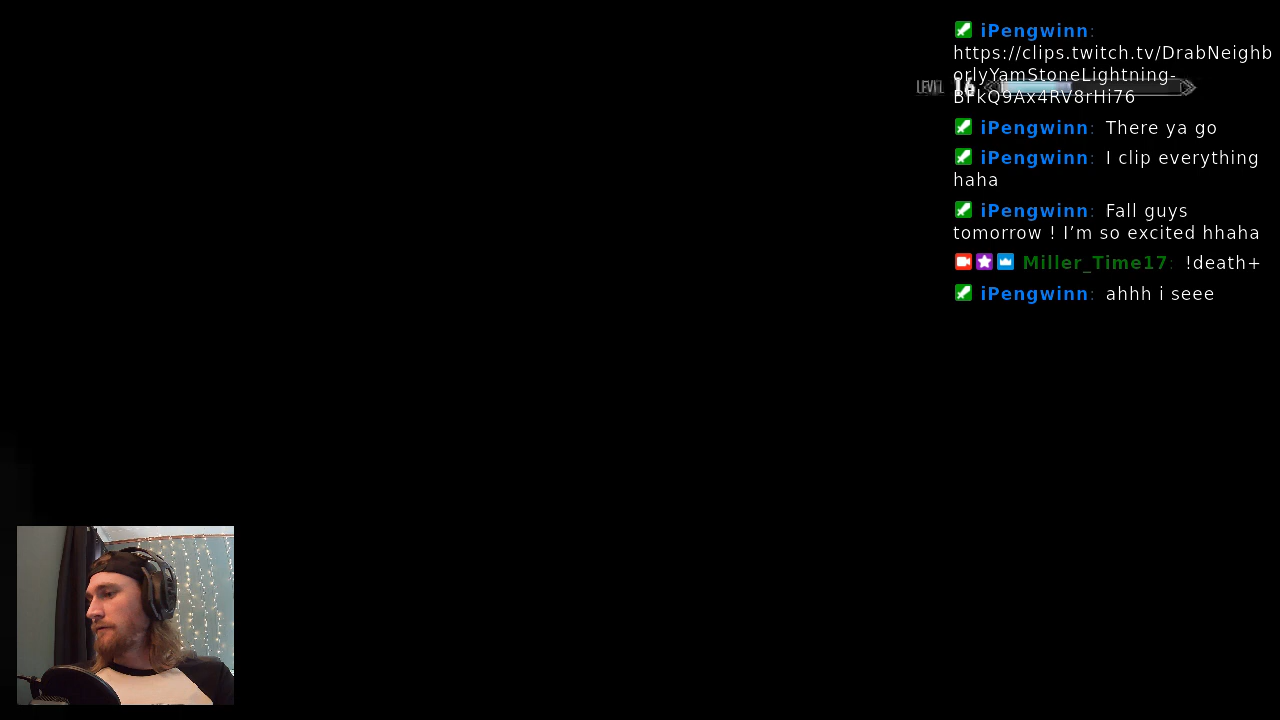 iPengwinn:
https://clips.twitch.tv/DrabNeighb
orlyYamStoneLightning-
BFkQ9Ax4RV8rHi76
LEVEL 16
iPengwinn: There ya go
iPengwinn: I clip everything
haha
iPengwinn: Fall guys
tomorrow ! I’m so excited hhaha
Miller_Time17: !death+
iPengwinn: ahhh i seee